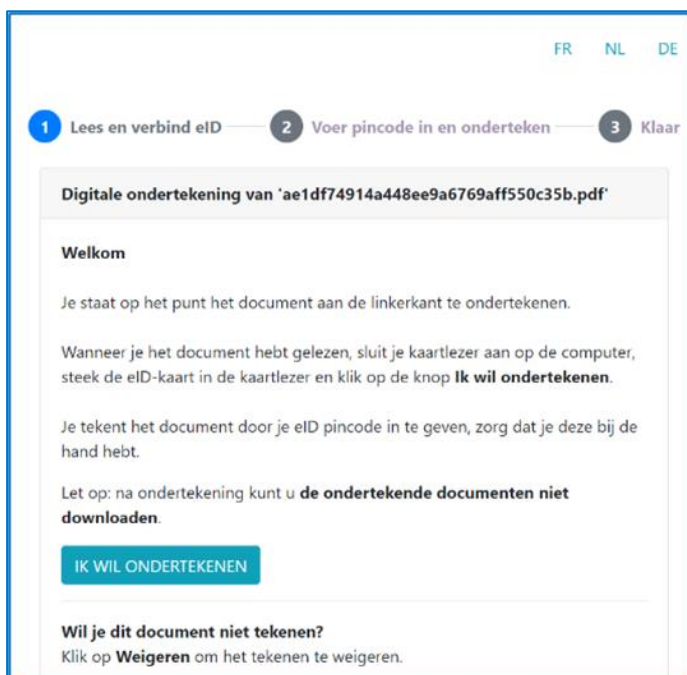 FR NL DE
1 Lees en verbind eID 2 Voer pincode in en onderteken 3 Klaar
Digitale ondertekening van 'ae1df74914a448ee9a6769aff550c35b.pdf'
Welkom
Je staat op het punt het document aan de linkerkant te ondertekenen.
Wanneer je het document hebt gelezen, sluit je kaartlezer aan op de computer,
steek de eID-kaart in de kaartlezer en klik op de knop Ik wil ondertekenen.
Je tekent het document door je eID pincode in te geven, zorg dat je deze bij de
hand hebt.
Let op: na ondertekening kunt u de ondertekende documenten niet
downloaden.
IK WIL ONDERTEKENEN
Wil je dit document niet tekenen?
Klik op Weigeren om het tekenen te weigeren.